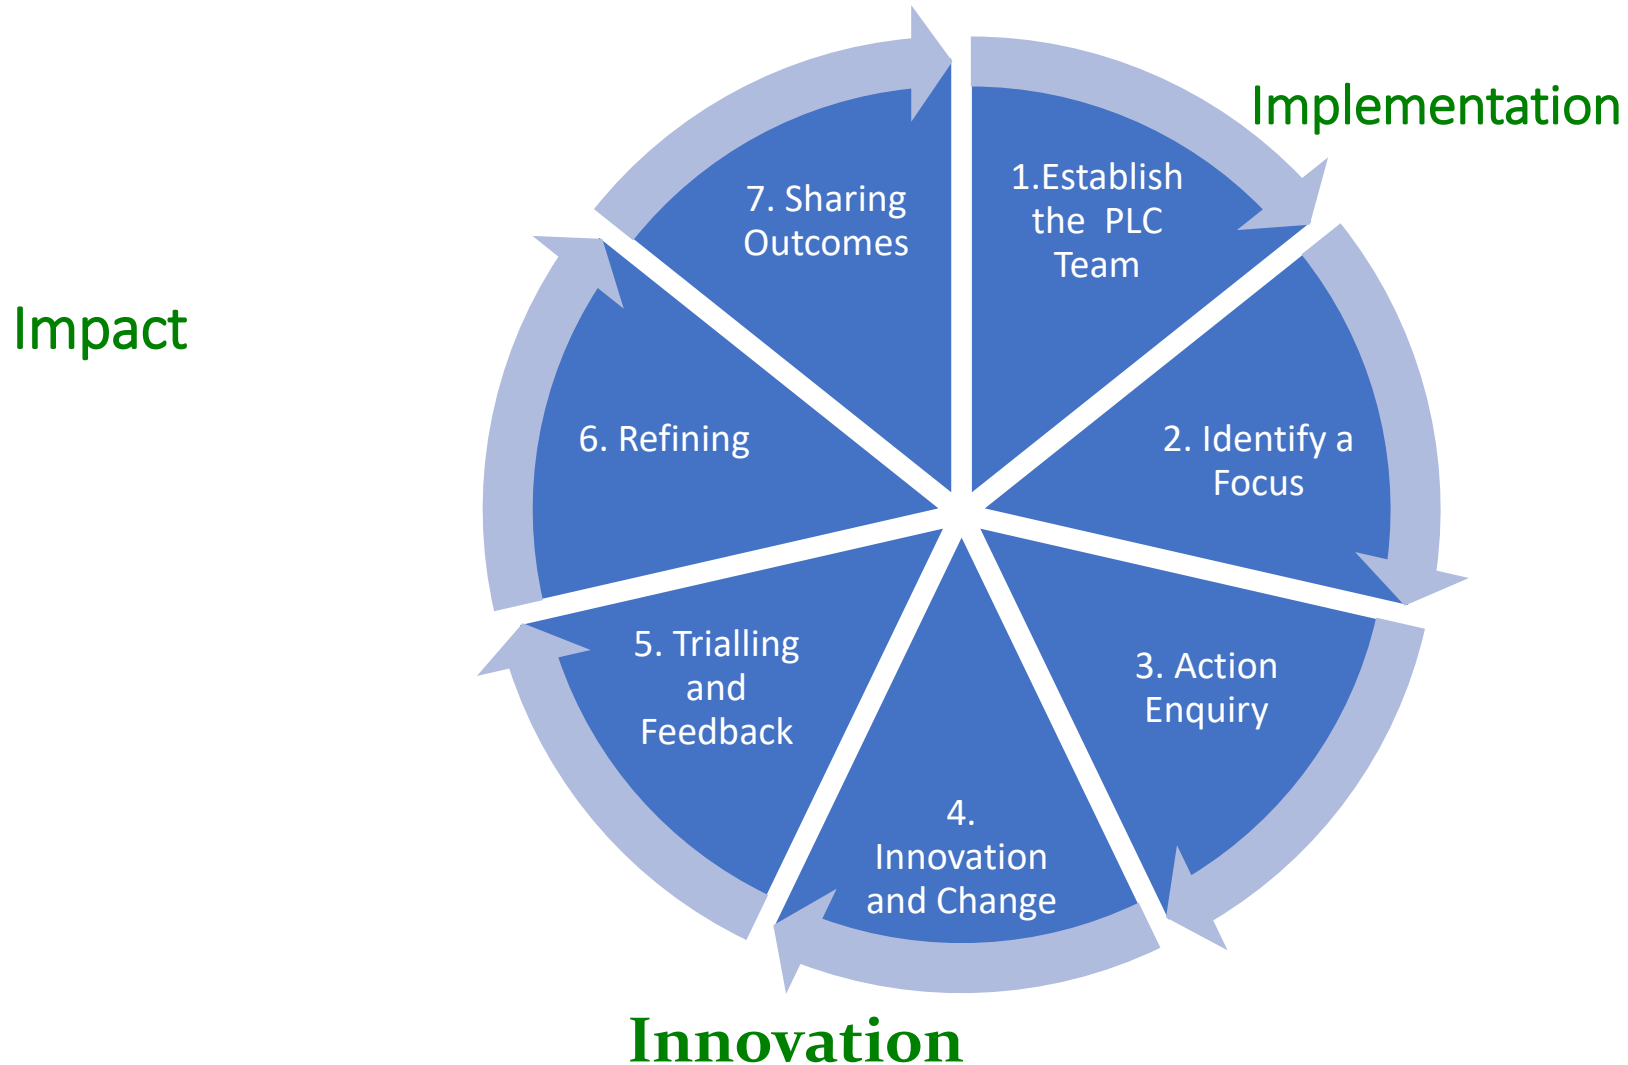 Implementation
1.Establish
the PLC
Team
2. Identify a
Focus
3. Action
Enquiry
4.
Innovation
and Change
5. Trialling
and
Feedback
6. Refining
7. Sharing
Outcomes
Impact
Innovation